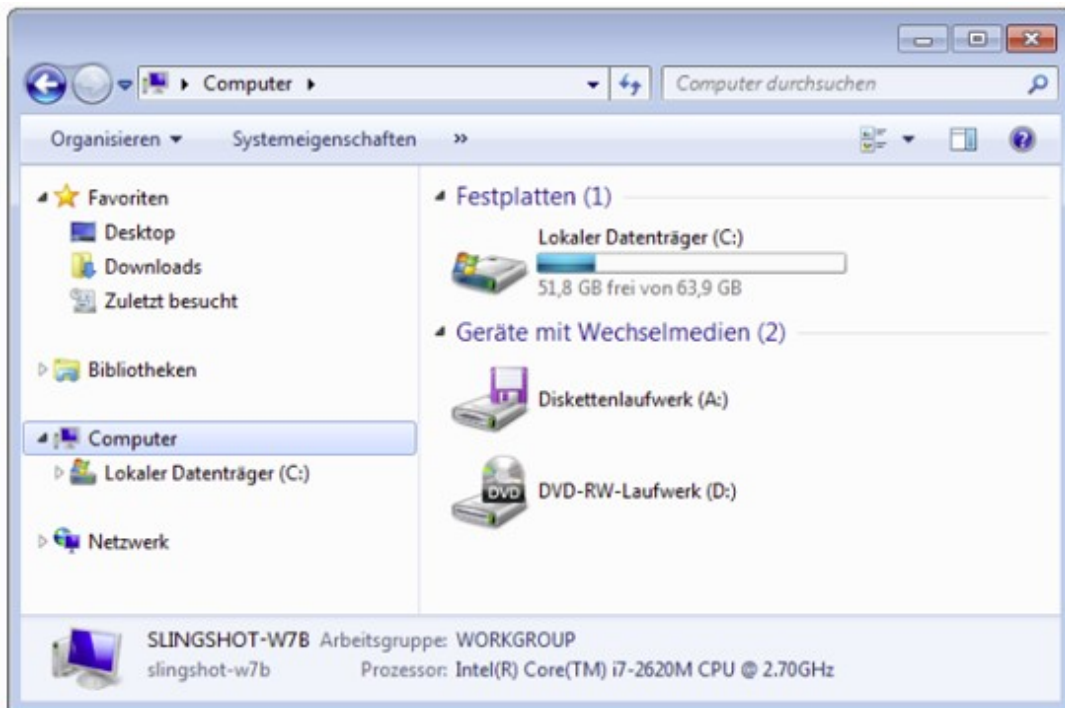 Computer
Computer durchsuchen
Organisieren
Systemeigenschaften
»
Favoriten
Desktop
Downloads
Zuletzt besucht
Bibliotheken
Computer
Lokaler Datenträger (C:)
Netzwerk
Festplatten (1)
Lokaler Datenträger (C:)
51,8 GB frei von 63,9 GB
Geräte mit Wechselmedien (2)
Diskettenlaufwerk (A:)
DVD
DVD-RW-Laufwerk (D:)
SLINGSHOT-W7B Arbeitsgruppe: WORKGROUP
slingshot-w7b Prozessor: Intel(R) Core(TM) i7-2620M CPU @ 2.70GHz